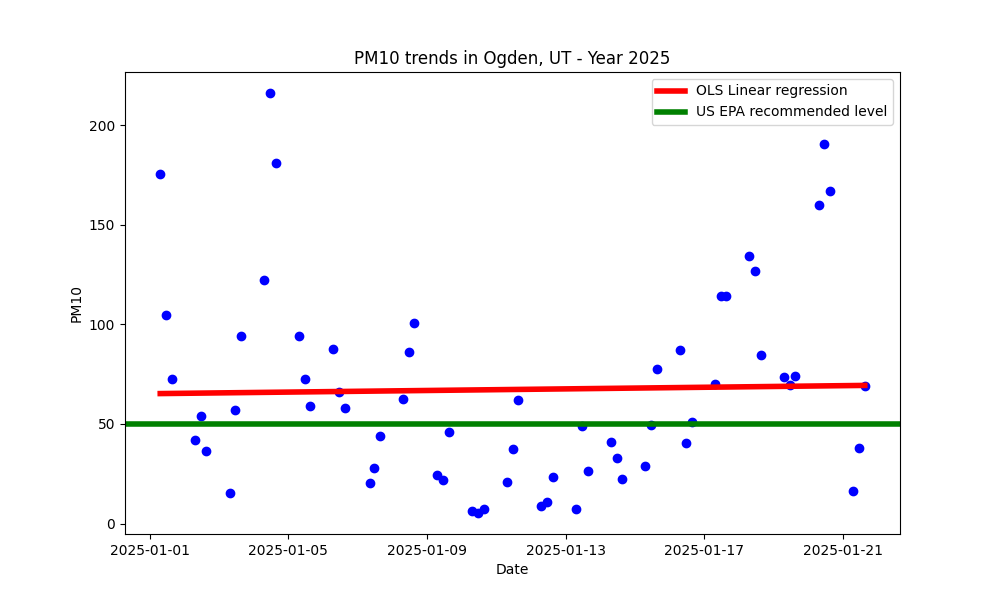 PM10 trends in Ogden, UT - Year 2025
OLS Linear regression
US EPA recommended level
200
150
100
50
0
PM10
2025-01-01 2025-01-05 2025-01-09 2025-01-13 2025-01-17 2025-01-21
Date